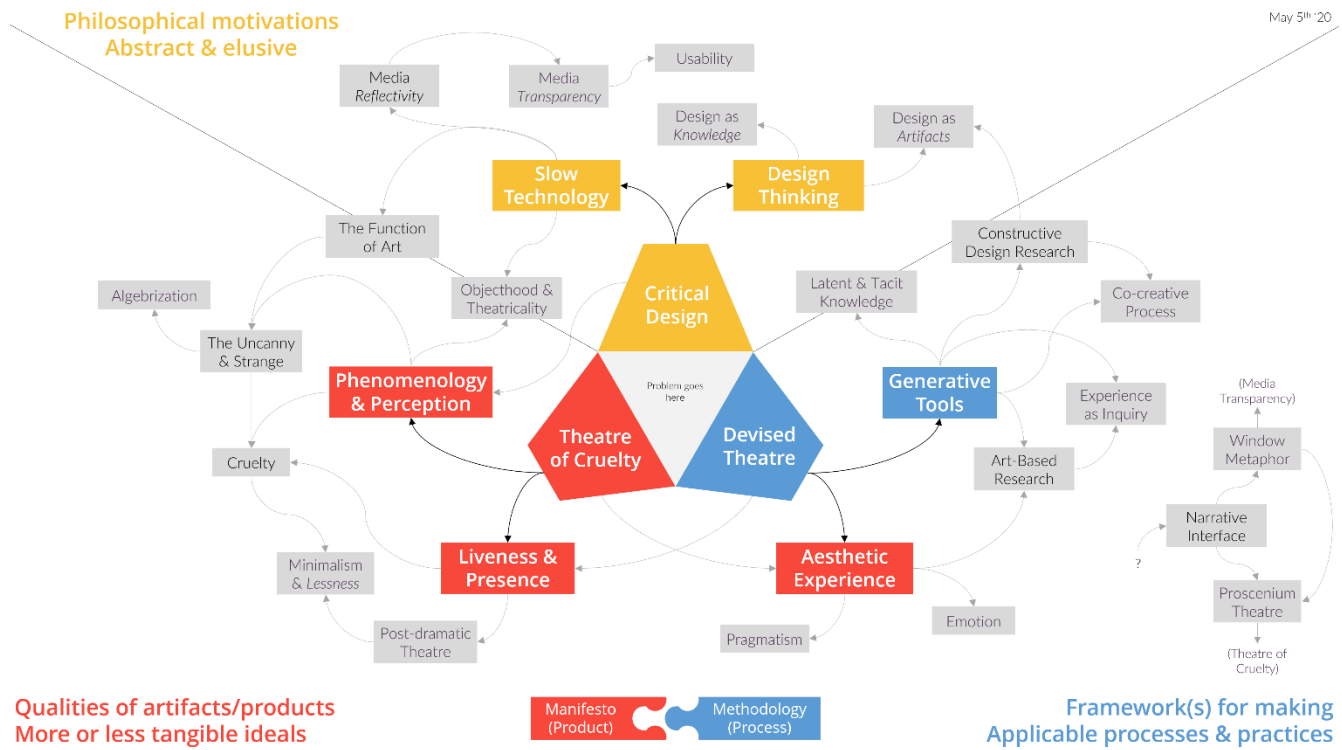 Philosophical motivations
Abstract & elusive
May 5th '20
Media
Reflectivity
Media
Transparency
Usability
Design as
Knowledge
Design as
Artifacts
Slow
Technology
Design
Thinking
The Function
of Art
Constructive
Design Research
Algebrization
Objecthood &
Theatricality
Critical
Design
Latent & Tacit
Knowledge
Co-creative
Process
The Uncanny
& Strange
Phenomenology
& Perception
Problem goes
here
Generative
Tools
Experience
as Inquiry
(Media
Transparency)
Theatre
of Cruelty
Devised
Theatre
Window
Metaphor
Cruelty
Art-Based
Research
Narrative
Interface
?
Minimalism
& Lessness
Liveness &
Presence
Aesthetic
Experience
Proscenium
Theatre
Post-dramatic
Theatre
Pragmatism
Emotion
(Theatre of
Cruelty)
Qualities of artifacts/products
More or less tangible ideals
Manifesto
(Product)
Methodology
(Process)
Framework(s) for making
Applicable processes & practices